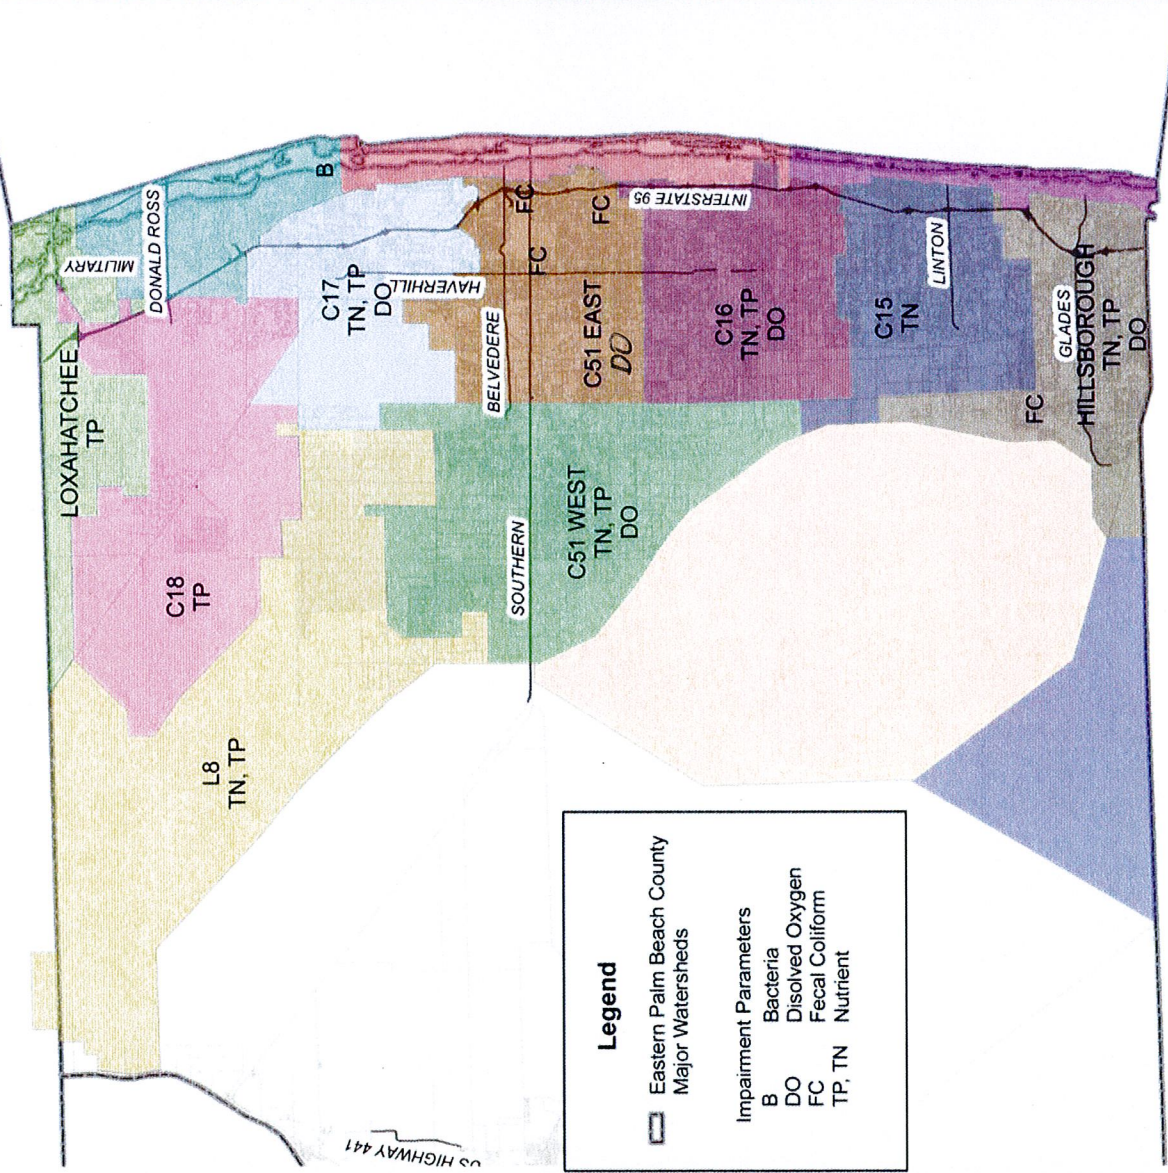 LOXAHATCHEE
TP
MILITARY
DONALD ROSS
B
C18
TP
L8
TN, TP
C17
TN, TP
DO
HAVERHILL
BELVEDERE
FC
FC
FC
INTERSTATE 95
SOUTHERN
C51 WEST
TN, TP
DO
C51 EAST
DO
C16
TN, TP
DO
C15
TN
LINTON
FC
GLADES
HILLSBOROUGH
TN, TP
DO
US HIGHWAY 441
Legend
Eastern Palm Beach County
Major Watersheds
Impairment Parameters
B Bacteria
DO Disolved Oxygen
FC Fecal Coliform
TP, TN Nutrient